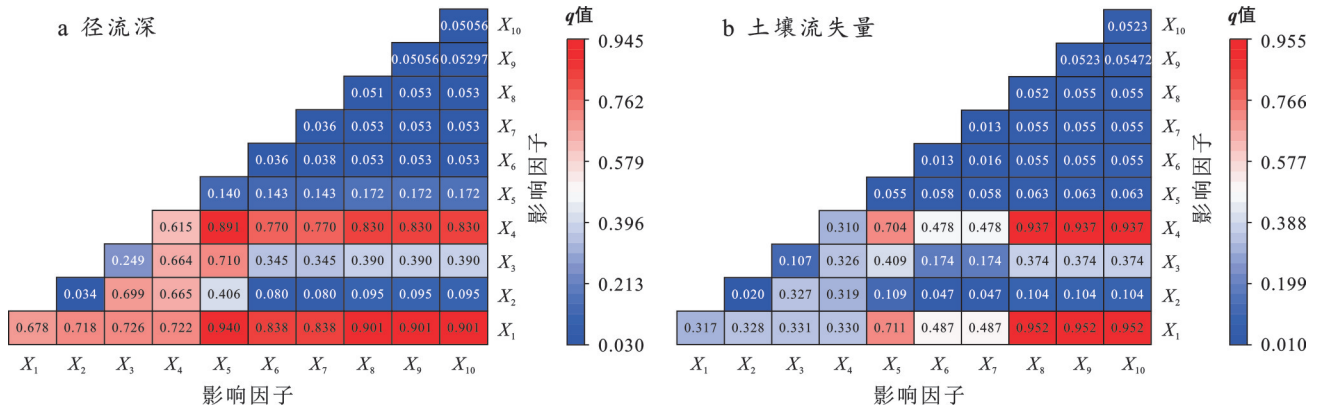 a 径流深
q值
0.05056 X10
0.05056 0.05297 X9
0.051 0.053 0.053 X8
0.036 0.053 0.053 0.053 X7
0.036 0.038 0.053 0.053 0.053 X6
0.140 0.143 0.143 0.172 0.172 0.172 X5
0.615 0.891 0.770 0.770 0.830 0.830 0.830 X4
0.249 0.664 0.710 0.345 0.345 0.390 0.390 0.390 X3
0.034 0.699 0.665 0.406 0.080 0.080 0.095 0.095 0.095 X2
0.678 0.718 0.726 0.722 0.940 0.838 0.838 0.901 0.901 0.901 X1
X1 X2 X3 X4 X5 X6 X7 X8 X9 X10
影响因子
影响因子
0.945
0.762
0.579
0.396
0.213
0.030
b 土壤流失量
q值
0.0523 X10
0.0523 0.05472 X9
0.052 0.055 0.055 X8
0.013 0.055 0.055 0.055 X7
0.013 0.016 0.055 0.055 0.055 X6
0.055 0.058 0.058 0.063 0.063 0.063 X5
0.310 0.704 0.478 0.478 0.937 0.937 0.937 X4
0.107 0.326 0.409 0.174 0.174 0.374 0.374 0.374 X3
0.020 0.327 0.319 0.109 0.047 0.047 0.104 0.104 0.104 X2
0.317 0.328 0.331 0.330 0.711 0.487 0.487 0.952 0.952 0.952 X1
X1 X2 X3 X4 X5 X6 X7 X8 X9 X10
影响因子
影响因子
0.955
0.766
0.577
0.388
0.199
0.010